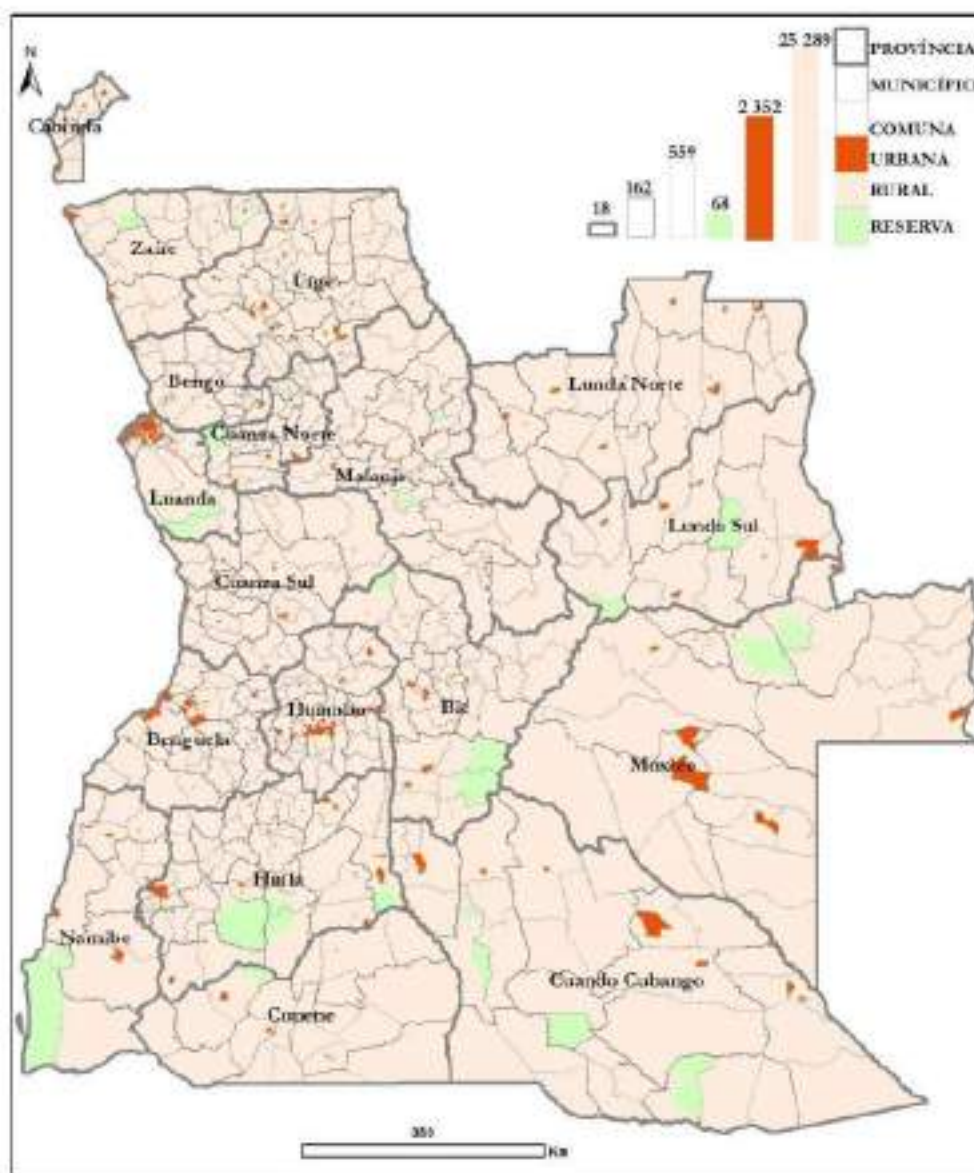 25 289
PROVÍNCIA
N
MUNICÍPIO
2 352
Cabinda
COMUNA
559
URBANA
162
RURAL
18
68
RESERVA
Zaire
Uíge
Bengo
Lunda Norte
Cuanza Norte
Malanje
Luanda
Lunda Sul
Cuanza Sul
Huambo
Bié
Benguela
Moxico
Huíla
Namibe
Cuando Cubango
Cunene
350
Km